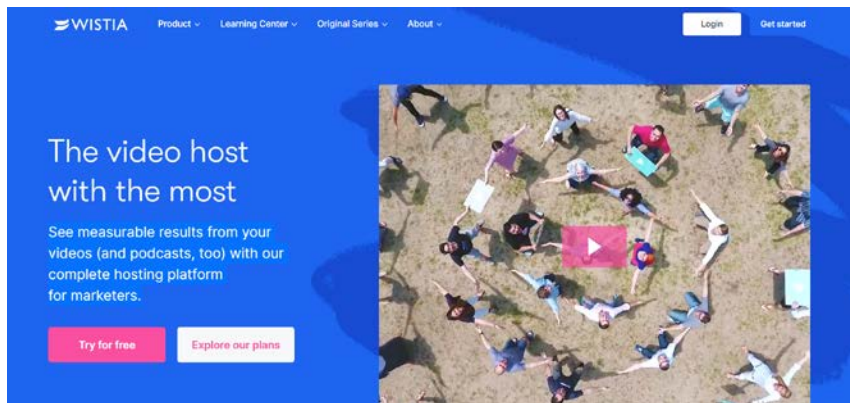 WISTIA
Product Learning Center Original Series About
Login Get started
The video host
with the most
See measurable results from your
videos (and podcasts, too) with our
complete hosting platform
for marketers.
Try for free Explore our plans